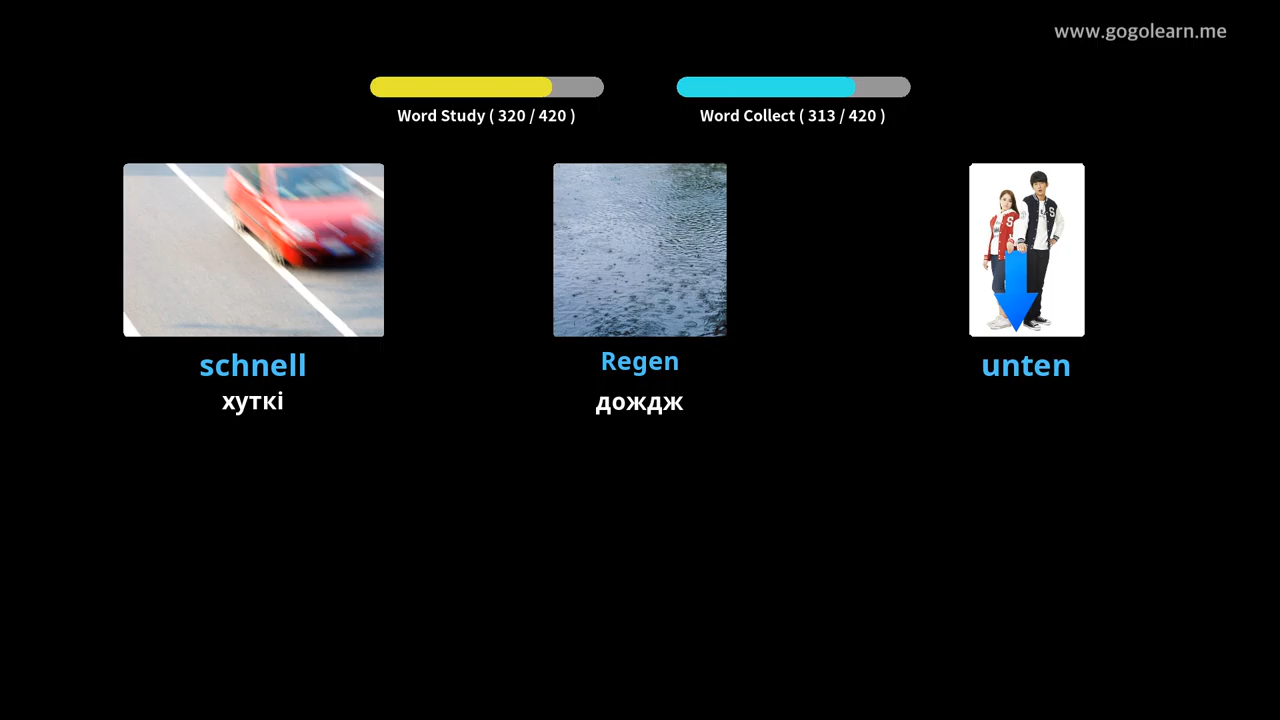 www.gogolearn.me
Word Study ( 320 / 420 )
Word Collect ( 313 / 420 )
schnell
хуткі
Regen
дождж
unten